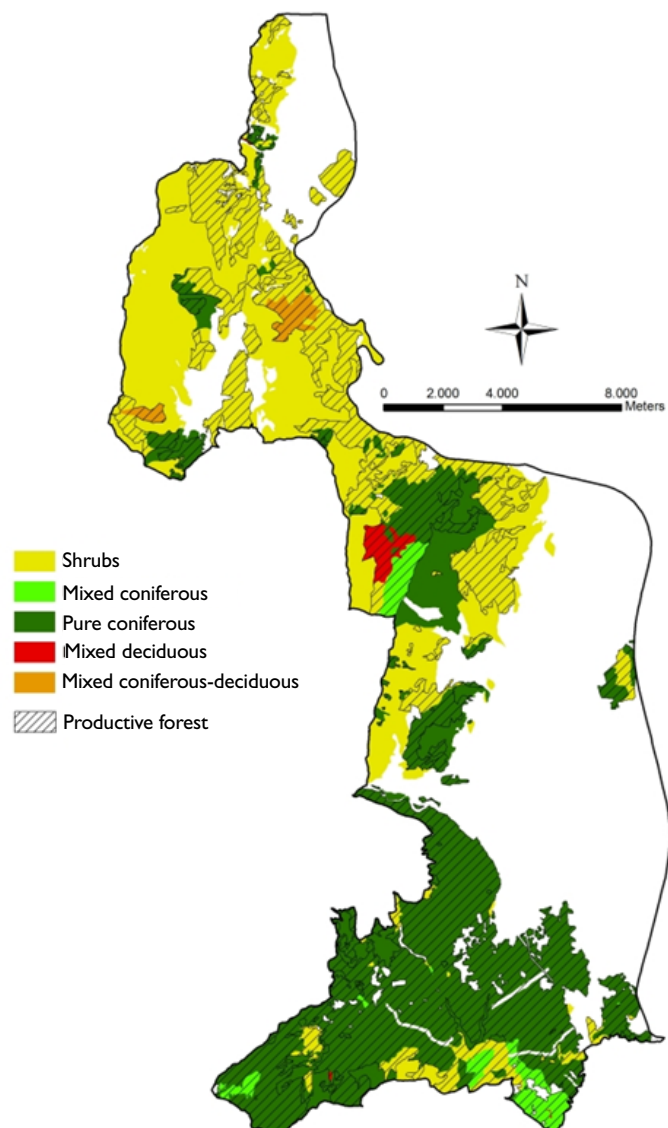 N
0 2.000 4.000 8.000
Meters
Shrubs
Mixed coniferous
Pure coniferous
Mixed deciduous
Mixed coniferous-deciduous
Productive forest